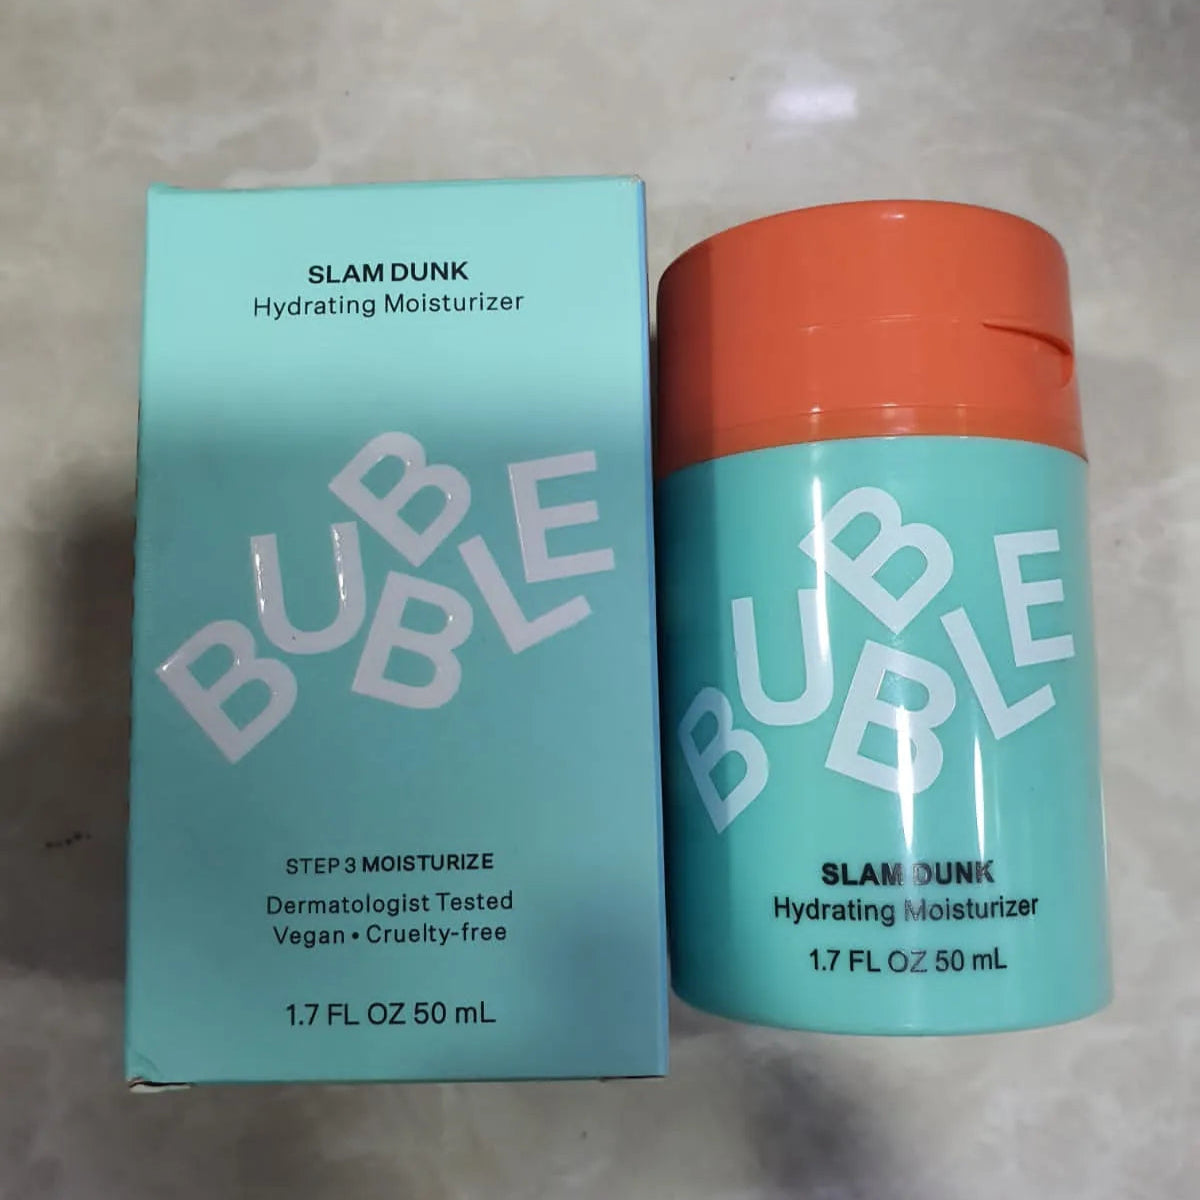 SLAM DUNK
Hydrating Moisturizer
BUBBLE
STEP 3 MOISTURIZE
Dermatologist Tested
Vegan • Cruelty-free
1.7 FL OZ 50 mL
BUBBLE
SLAM DUNK
Hydrating Moisturizer
1.7 FL OZ 50 mL